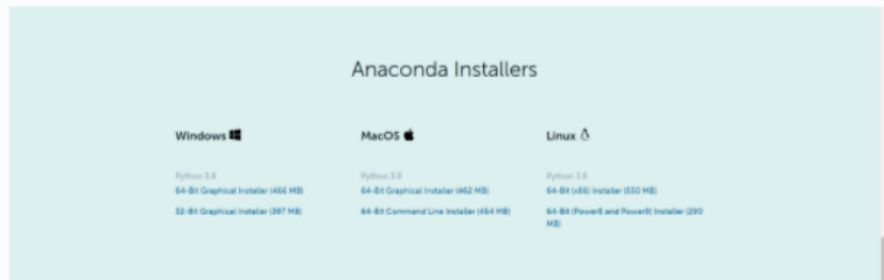 Anaconda Installers
Windows
MacOS
Linux
Python 3.8
64-Bit Graphical Installer (466 MB)
32-Bit Graphical Installer (397 MB)
Python 3.8
64-Bit Graphical Installer (462 MB)
64-Bit Command Line Installer (454 MB)
Python 3.8
64-Bit (x86) Installer (550 MB)
64-Bit (Power8 and Power9) Installer (290
MB)